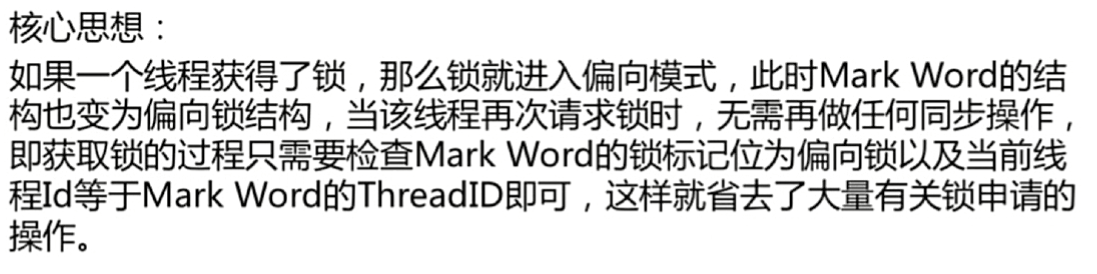 核心思想：
如果一个线程获得了锁，那么锁就进入偏向模式，此时Mark Word的结
构也变为偏向锁结构，当该线程再次请求锁时，无需再做任何同步操作，
即获取锁的过程只需要检查Mark Word的锁标记位为偏向锁以及当前线
程Id等于Mark Word的ThreadID即可，这样就省去了大量有关锁申请的
操作。